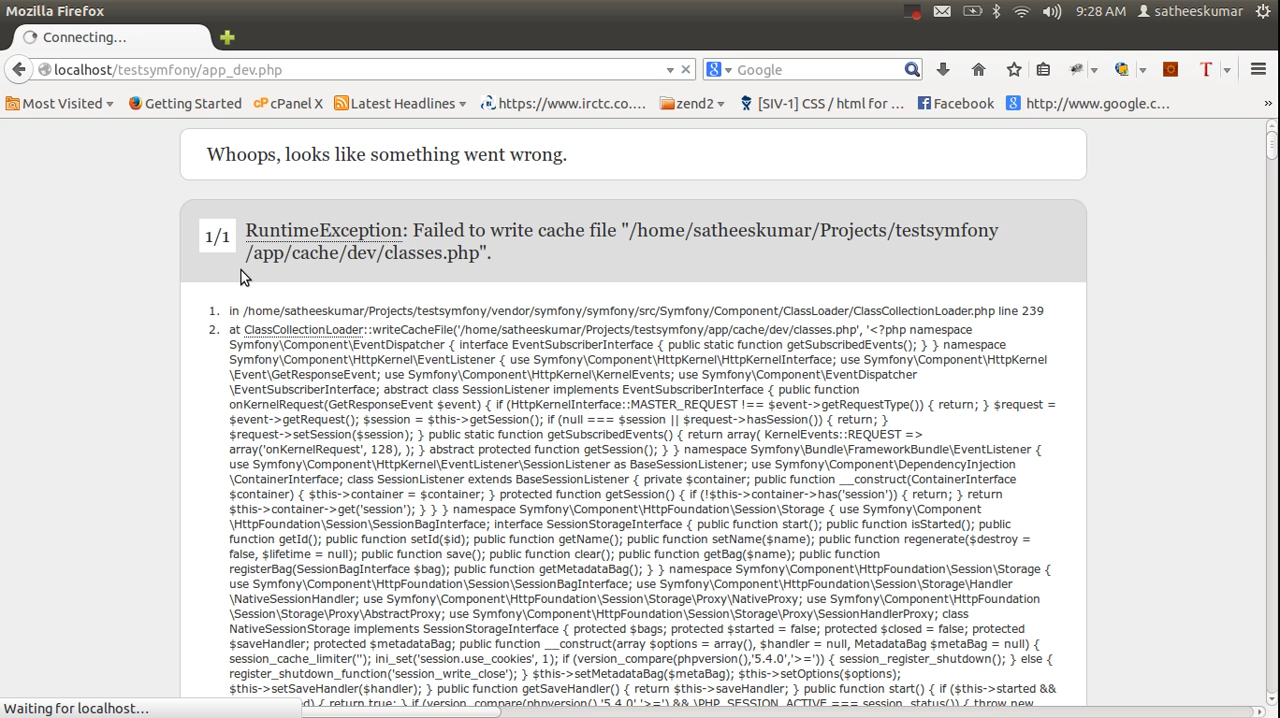 Mozilla Firefox
9:28 AM
satheeskumar
Connecting...
localhost/testsymfony/app_dev.php
Google
Most Visited
Getting Started
cPanel X
Latest Headlines
https://www.irctc.co....
zend2
[SIV-1] CSS / html for ...
Facebook
http://www.google.c...
»
Whoops, looks like something went wrong.
1/1
RuntimeException: Failed to write cache file "/home/satheeskumar/Projects/testsymfony
/app/cache/dev/classes.php".
1. in /home/satheeskumar/Projects/testsymfony/vendor/symfony/symfony/src/Symfony/Component/ClassLoader/ClassCollectionLoader.php line 239
2. at ClassCollectionLoader::writeCacheFile('/home/satheeskumar/Projects/testsymfony/app/cache/dev/classes.php', '<?php namespace
Symfony\Component\EventDispatcher { interface EventSubscriberInterface { public static function getSubscribedEvents(); } } namespace
Symfony\Component\HttpKernel\EventListener { use Symfony\Component\HttpKernel\HttpKernelInterface; use Symfony\Component\HttpKernel
\Event\GetResponseEvent; use Symfony\Component\HttpKernel\KernelEvents; use Symfony\Component\EventDispatcher
\EventSubscriberInterface; abstract class SessionListener implements EventSubscriberInterface { public function
onKernelRequest(GetResponseEvent $event) { if (HttpKernelInterface::MASTER_REQUEST !== $event->getRequestType()) { return; } $request =
$event->getRequest(); $session = $this->getSession(); if (null === $session || $request->hasSession()) { return; }
$request->setSession($session); } public static function getSubscribedEvents() { return array( KernelEvents::REQUEST =>
array('onKernelRequest', 128), ); } abstract protected function getSession(); } } namespace Symfony\Bundle\FrameworkBundle\EventListener {
use Symfony\Component\HttpKernel\EventListener\SessionListener as BaseSessionListener; use Symfony\Component\DependencyInjection
\ContainerInterface; class SessionListener extends BaseSessionListener { private $container; public function __construct(ContainerInterface
$container) { $this->container = $container; } protected function getSession() { if (!$this->container->has('session')) { return; } return
$this->container->get('session'); } } } namespace Symfony\Component\HttpFoundation\Session\Storage { use Symfony\Component
\HttpFoundation\Session\SessionBagInterface; interface SessionStorageInterface { public function start(); public function isStarted(); public
function getId(); public function setId($id); public function getName(); public function setName($name); public function regenerate($destroy =
false, $lifetime = null); public function save(); public function clear(); public function getBag($name); public function
registerBag(SessionBagInterface $bag); public function getMetadataBag(); } } namespace Symfony\Component\HttpFoundation\Session\Storage {
use Symfony\Component\HttpFoundation\Session\SessionBagInterface; use Symfony\Component\HttpFoundation\Session\Storage\Handler
\NativeSessionHandler; use Symfony\Component\HttpFoundation\Session\Storage\Proxy\NativeProxy; use Symfony\Component\HttpFoundation
\Session\Storage\Proxy\AbstractProxy; use Symfony\Component\HttpFoundation\Session\Storage\Proxy\SessionHandlerProxy; class
NativeSessionStorage implements SessionStorageInterface { protected $bags; protected $started = false; protected $closed = false; protected
$saveHandler; protected $metadataBag; public function __construct(array $options = array(), $handler = null, MetadataBag $metaBag = null) {
session_cache_limiter(''); ini_set('session.use_cookies', 1); if (version_compare(phpversion(),'5.4.0','>=')) { session_register_shutdown(); } else {
register_shutdown_function('session_write_close'); } $this->setMetadataBag($metaBag); $this->setOptions($options);
$this->setSaveHandler($handler); } public function getSaveHandler() { return $this->saveHandler; } public function start() { if ($this->started &&
return true; } if (version_compare(phpversion(),'5.4.0','>=') && \PHP_SESSION_ACTIVE === session_status()) { throw new
Waiting for localhost...